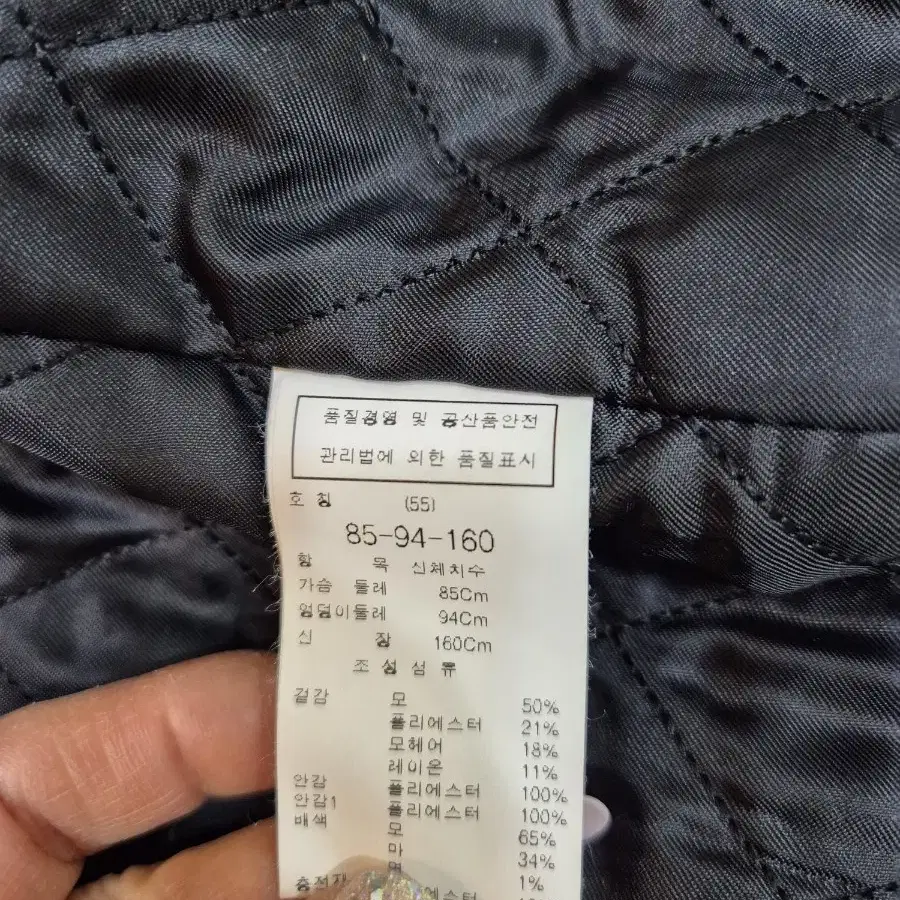 품질경영 및 공산품안전
관리법에 의한 품질표시
호 칭 (55)
85-94-160
항 목 신체치수
가슴 둘레 85Cm
엉덩이둘레 94Cm
신 장 160Cm
조 성 섬 유
겉감 모 50%
폴리에스터 21%
모헤어 18%
레이온 11%
안감 폴리에스터 100%
안감1 폴리에스터 100%
배색 모 65%
마 34%
면 1%
충전재